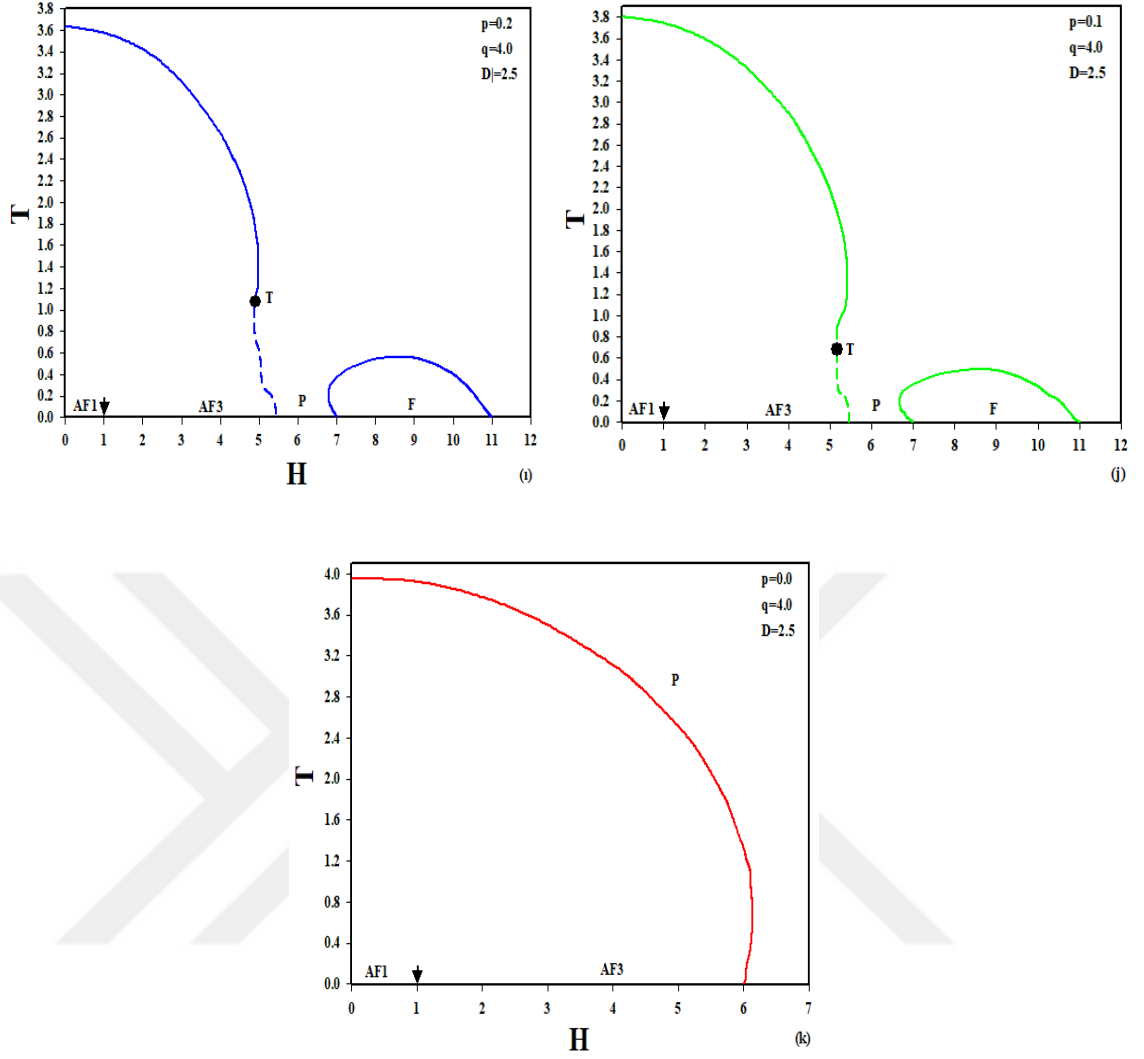 3.8
3.6
3.4
3.2
3.0
2.8
2.6
2.4
2.2
2.0
1.8
1.6
1.4
1.2
1.0
0.8
0.6
0.4
0.2
0.0
T
p=0.2
q=4.0
D|=2.5
T
AF1
AF3
P
F
0 1 2 3 4 5 6 7 8 9 10 11 12
H
(ı)
3.8
3.6
3.4
3.2
3.0
2.8
2.6
2.4
2.2
2.0
1.8
1.6
1.4
1.2
1.0
0.8
0.6
0.4
0.2
0.0
T
p=0.1
q=4.0
D=2.5
T
AF1
AF3
P
F
0 1 2 3 4 5 6 7 8 9 10 11 12
(j)
4.0
3.6
3.2
2.8
2.4
2.0
1.6
1.2
0.8
0.4
0.0
T
p=0.0
q=4.0
D=2.5
P
AF1
AF3
0 1 2 3 4 5 6 7
H
(k)